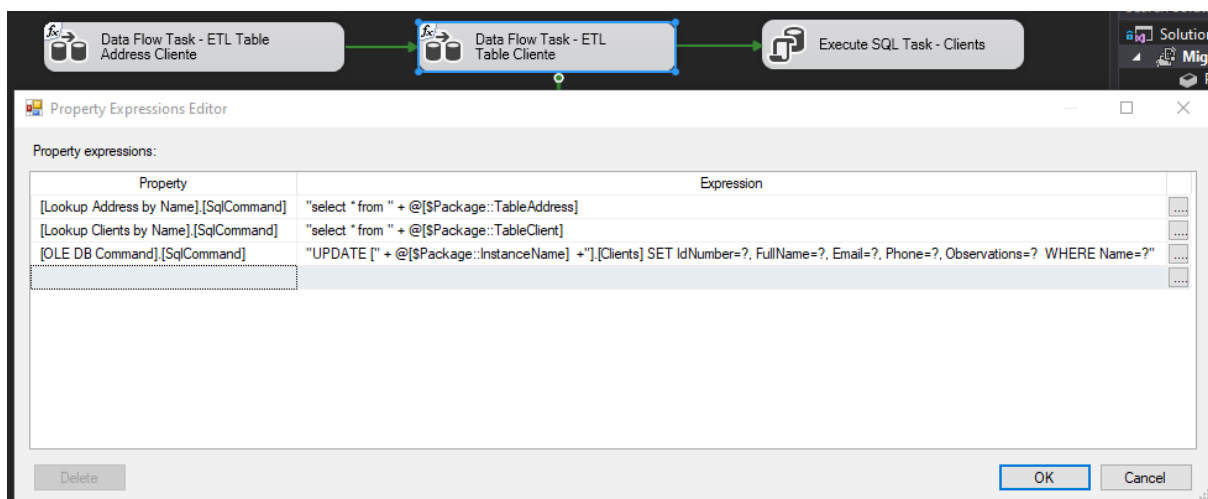 Data Flow Task - ETL Table
Address Cliente
Data Flow Task - ETL
Table Cliente
Execute SQL Task - Clients
Solution
Mig
Property Expressions Editor
Property expressions:
Property Expression
[Lookup Address by Name].[SqlCommand] "select * from " + @[$Package::TableAddress]
[Lookup Clients by Name].[SqlCommand] "select * from " + @[$Package::TableClient]
[OLE DB Command].[SqlCommand] "UPDATE [" + @[$Package::InstanceName] +"].[Clients] SET IdNumber=?, FullName=?, Email=?, Phone=?, Observations=?  WHERE Name=?"
Delete
OK
Cancel